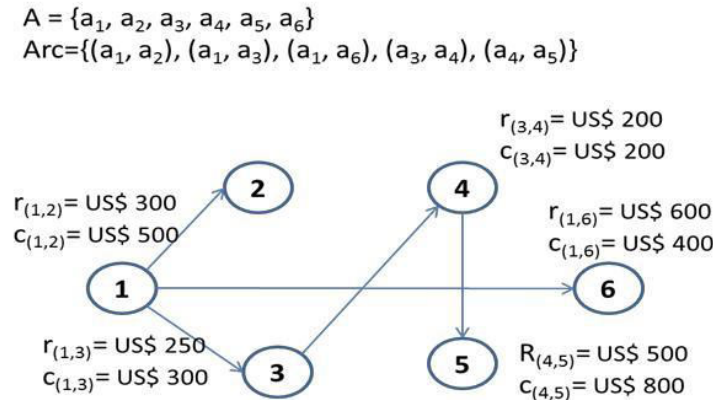 A = {a₁, a₂, a₃, a₄, a₅, a₆}
Arc={(a₁, a₂), (a₁, a₃), (a₁, a₆), (a₃, a₄), (a₄, a₅)}
r₍₃,₄₎= US$ 200
c₍₃,₄₎= US$ 200
2
4
r₍₁,₂₎= US$ 300
c₍₁,₂₎= US$ 500
r₍₁,₆₎= US$ 600
c₍₁,₆₎= US$ 400
1
6
r₍₁,₃₎= US$ 250
c₍₁,₃₎= US$ 300
3
5
R₍₄,₅₎= US$ 500
c₍₄,₅₎= US$ 800